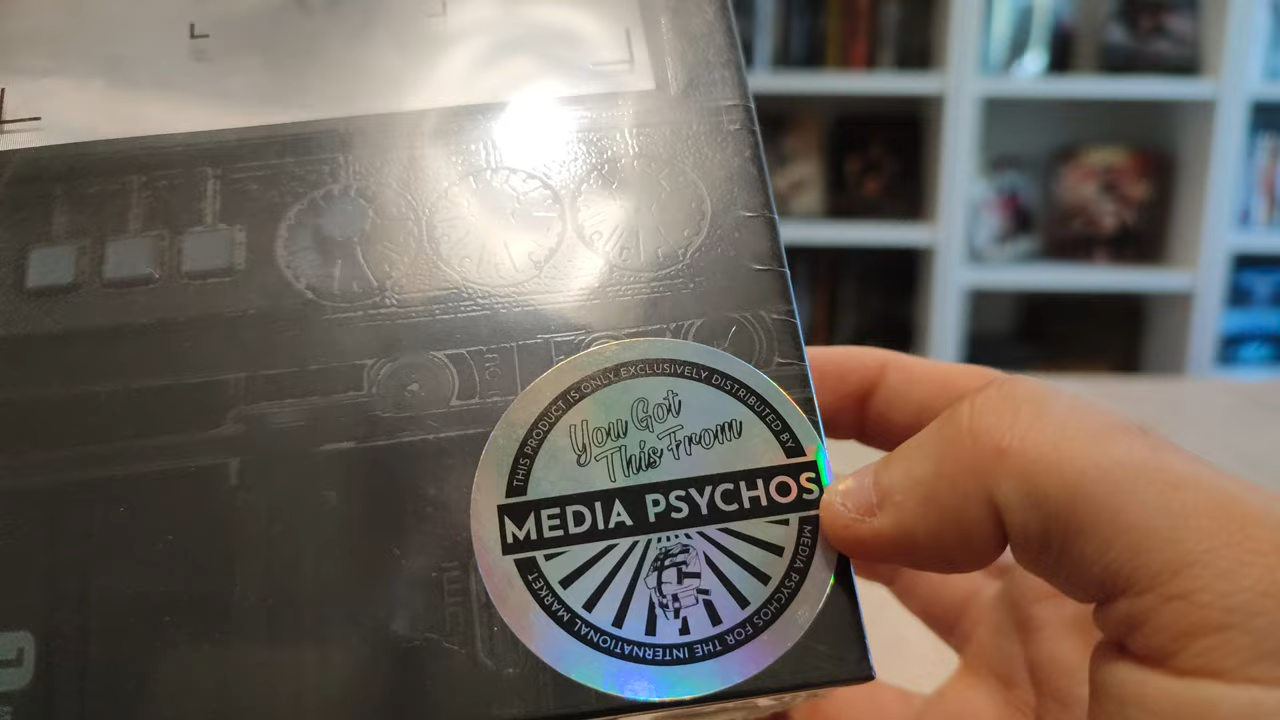 THIS PRODUCT IS ONLY EXCLUSIVELY DISTRIBUTED BY
You Got
This From
MEDIA PSYCHOS
MEDIA PSYCHOS FOR THE INTERNATIONAL MARKET.